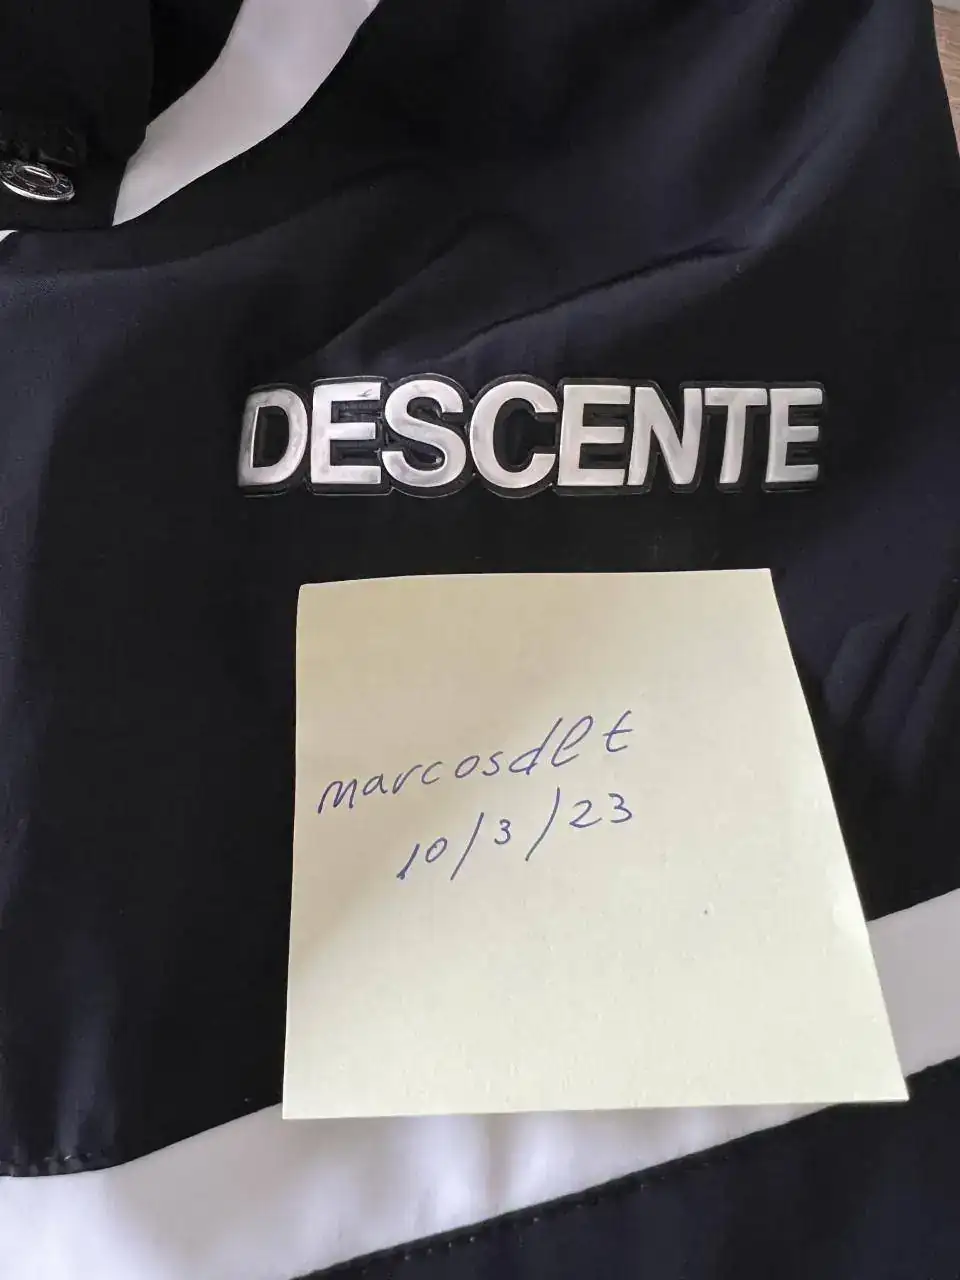 DESCENTE
marcosdlt
10/3/23